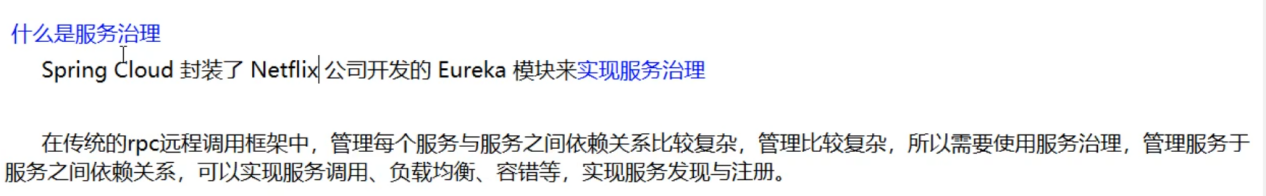 什么是服务治理
Spring Cloud 封装了 Netflix 公司开发的 Eureka 模块来实现服务治理
在传统的rpc远程调用框架中，管理每个服务与服务之间依赖关系比较复杂，管理比较复杂，所以需要使用服务治理，管理服务于
服务之间依赖关系，可以实现服务调用、负载均衡、容错等，实现服务发现与注册。